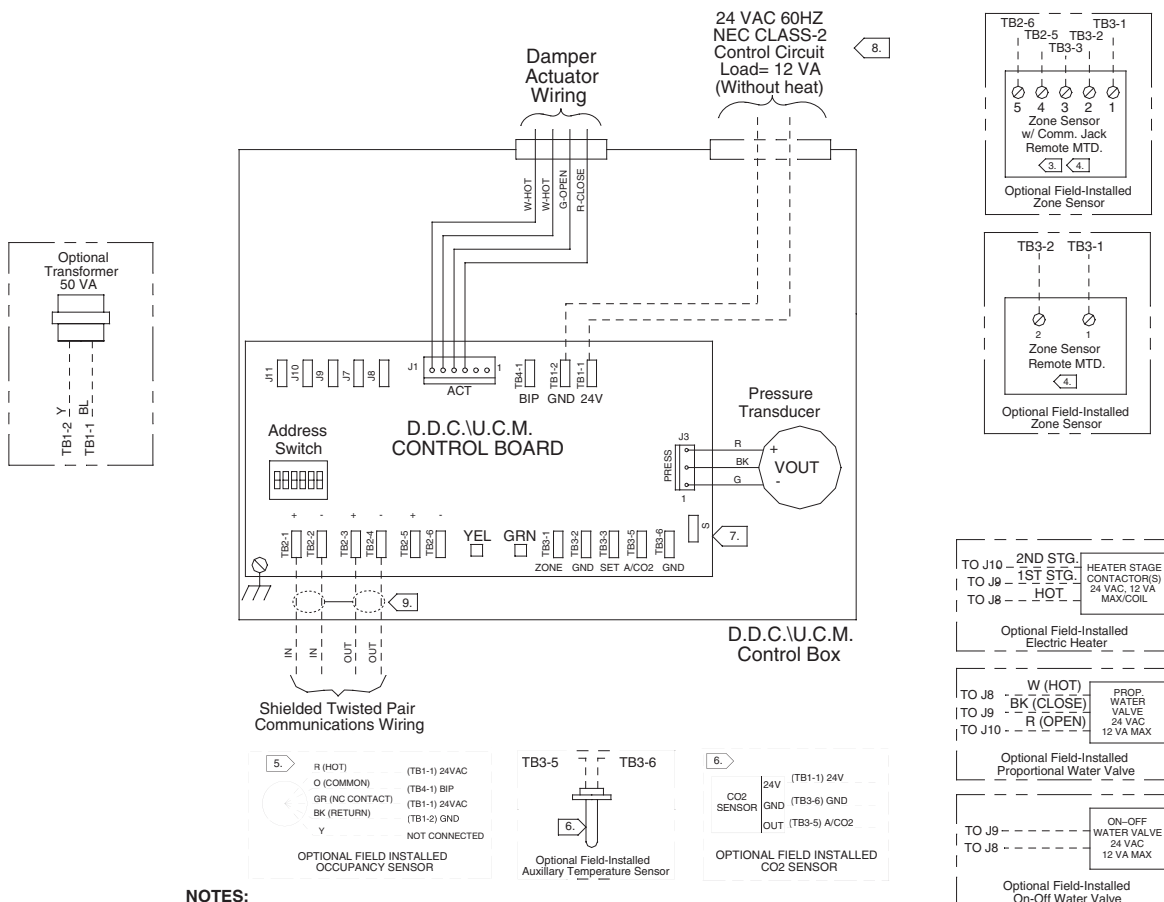 24 VAC 60HZ
NEC CLASS-2
Control Circuit
Load= 12 VA
(Without heat)
8.
Damper
Actuator
Wiring
W-HOT
W-HOT
G-OPEN
R-CLOSE
Optional
Transformer
50 VA
TB1-2 Y
TB1-1 BL
J11
J10
J9
J7
J8
J1
1
ACT
TB4-1
TB1-2
TB1-1
BIP GND 24V
D.D.C.\U.C.M.
CONTROL BOARD
Address
Switch
Pressure
Transducer
J3
PRESS
1
R
BK
G
+
VOUT
-
S
7.
+ - + - + -
TB2-1
TB2-2
TB2-3
TB2-4
TB2-5
TB2-6
YEL GRN
TB3-1
TB3-2
TB3-3
TB3-5
TB3-6
ZONE GND SET A/CO2 GND
9.
IN
IN
OUT
OUT
Shielded Twisted Pair
Communications Wiring
D.D.C.\U.C.M.
Control Box
TB2-6 TB3-1
TB2-5 TB3-2
TB3-3
5 4 3 2 1
Zone Sensor
w/ Comm. Jack
Remote MTD.
3. 4.
Optional Field-Installed
Zone Sensor
TB3-2 TB3-1
2 1
Zone Sensor
Remote MTD.
4.
Optional Field-Installed
Zone Sensor
TO J10 2ND STG.
TO J9 1ST STG.
TO J8 HOT
HEATER STAGE
CONTACTOR(S)
24 VAC, 12 VA
MAX/COIL
Optional Field-Installed
Electric Heater
TO J8 W (HOT)
TO J9 BK (CLOSE)
TO J10 R (OPEN)
PROP.
WATER
VALVE
24 VAC
12 VA MAX
Optional Field-Installed
Proportional Water Valve
TO J9
TO J8
ON–OFF
WATER VALVE
24 VAC
12 VA MAX
Optional Field-Installed
On-Off Water Valve
5.
R (HOT) (TB1-1) 24VAC
O (COMMON) (TB4-1) BIP
GR (NC CONTACT) (TB1-1) 24VAC
BK (RETURN) (TB1-2) GND
Y NOT CONNECTED
OPTIONAL FIELD INSTALLED
OCCUPANCY SENSOR
TB3-5 TB3-6
6.
Optional Field-Installed
Auxillary Temperature Sensor
6.
CO2
SENSOR
24V (TB1-1) 24V
GND (TB3-6) GND
OUT (TB3-5) A/CO2
OPTIONAL FIELD INSTALLED
CO2 SENSOR
NOTES: